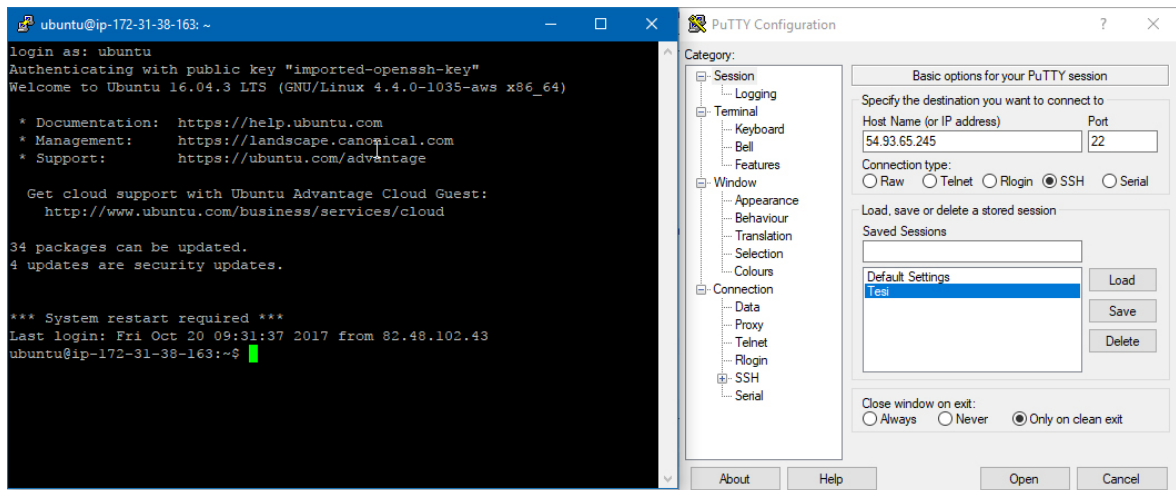 ubuntu@ip-172-31-38-163: ~
login as: ubuntu
Authenticating with public key "imported-openssh-key"
Welcome to Ubuntu 16.04.3 LTS (GNU/Linux 4.4.0-1035-aws x86_64)
* Documentation: https://help.ubuntu.com
* Management: https://landscape.canonical.com
* Support: https://ubuntu.com/advantage
Get cloud support with Ubuntu Advantage Cloud Guest:
http://www.ubuntu.com/business/services/cloud
34 packages can be updated.
4 updates are security updates.
*** System restart required ***
Last login: Fri Oct 20 09:31:37 2017 from 82.48.102.43
ubuntu@ip-172-31-38-163:~$
PuTTY Configuration
Category:
Session
Logging
Terminal
Keyboard
Bell
Features
Window
Appearance
Behaviour
Translation
Selection
Colours
Connection
Data
Proxy
Telnet
Rlogin
SSH
Serial
Basic options for your PuTTY session
Specify the destination you want to connect to
Host Name (or IP address) Port
54.93.65.245 22
Connection type:
Raw Telnet Rlogin SSH Serial
Load, save or delete a stored session
Saved Sessions
Default Settings
Tesi
Load
Save
Delete
Close window on exit:
Always Never Only on clean exit
About Help Open Cancel